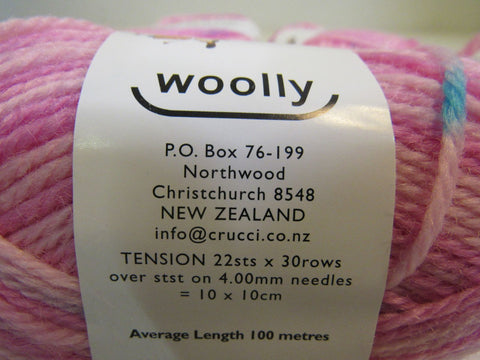 woolly
P.O. Box 76-199
Northwood
Christchurch 8548
NEW ZEALAND
info@crucci.co.nz
TENSION 22sts x 30rows
over stst on 4.00mm needles
= 10 x 10cm
Average Length 100 metres